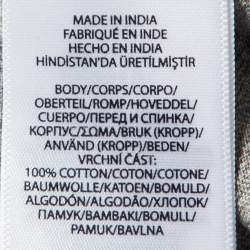 MADE IN INDIA
FABRIQUÉ EN INDE
HECHO EN INDIA
HİNDİSTAN'DA ÜRETİLMİŞTİR
BODY/CORPS/CORPO/
OBERTEIL/ROMP/HOVEDDEL/
CUERPO/ПЕРЕД И СПИНКА/
КОРПУС/ΣΩΜΑ/BRUK (KROPP)/
ANVÄND (KROPP)/BEDEN/
VRCHNÍ ČÁST:
100% COTTON/COTON/COTONE/
BAUMWOLLE/KATOEN/BOMULD/
ALGODÓN/ALGODÃO/ХЛОПОК/
ПАМУК/BAMBAKI/BOMULL/
PAMUK/BAVLNA